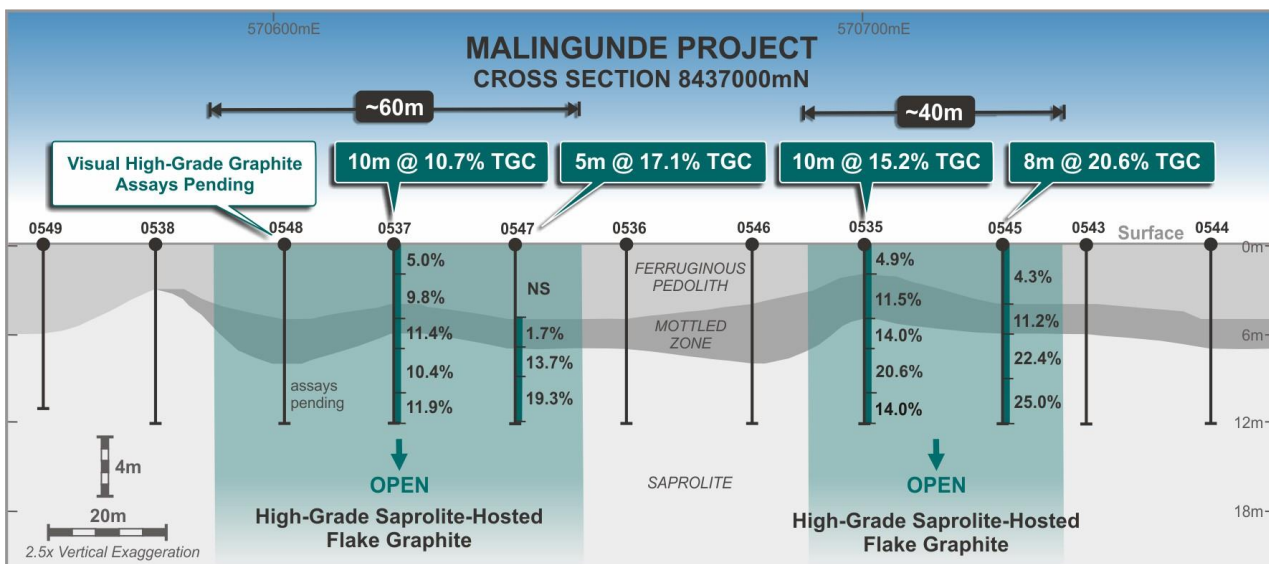 570600mE
570700mE
MALINGUNDE PROJECT
CROSS SECTION 8437000mN
~60m
~40m
Visual High-Grade Graphite
Assays Pending
10m @ 10.7% TGC
5m @ 17.1% TGC
10m @ 15.2% TGC
8m @ 20.6% TGC
0549
0538
0548
0537
0547
0536
0546
0535
0545
0543
0544
Surface
0m
6m
12m
18m
5.0%
9.8%
11.4%
10.4%
11.9%
NS
1.7%
13.7%
19.3%
FERRUGINOUS
PEDOLITH
MOTTLED
ZONE
4.9%
11.5%
14.0%
20.6%
14.0%
4.3%
11.2%
22.4%
25.0%
assays
pending
OPEN
High-Grade Saprolite-Hosted
Flake Graphite
SAPROLITE
OPEN
High-Grade Saprolite-Hosted
Flake Graphite
4m
20m
2.5x Vertical Exaggeration